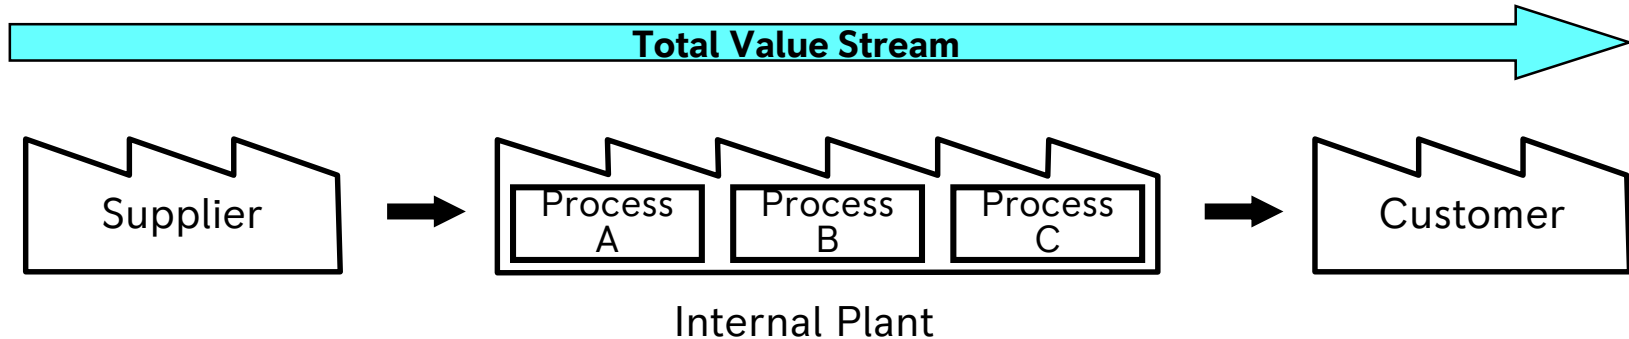 Total Value Stream
Supplier
Process
A
Process
B
Process
C
Customer
Internal Plant